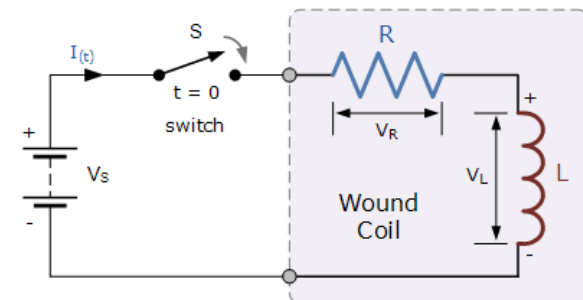 I(t)
S
t = 0
switch
+
VS
-
R
VR
+
VL
L
-
Wound
Coil